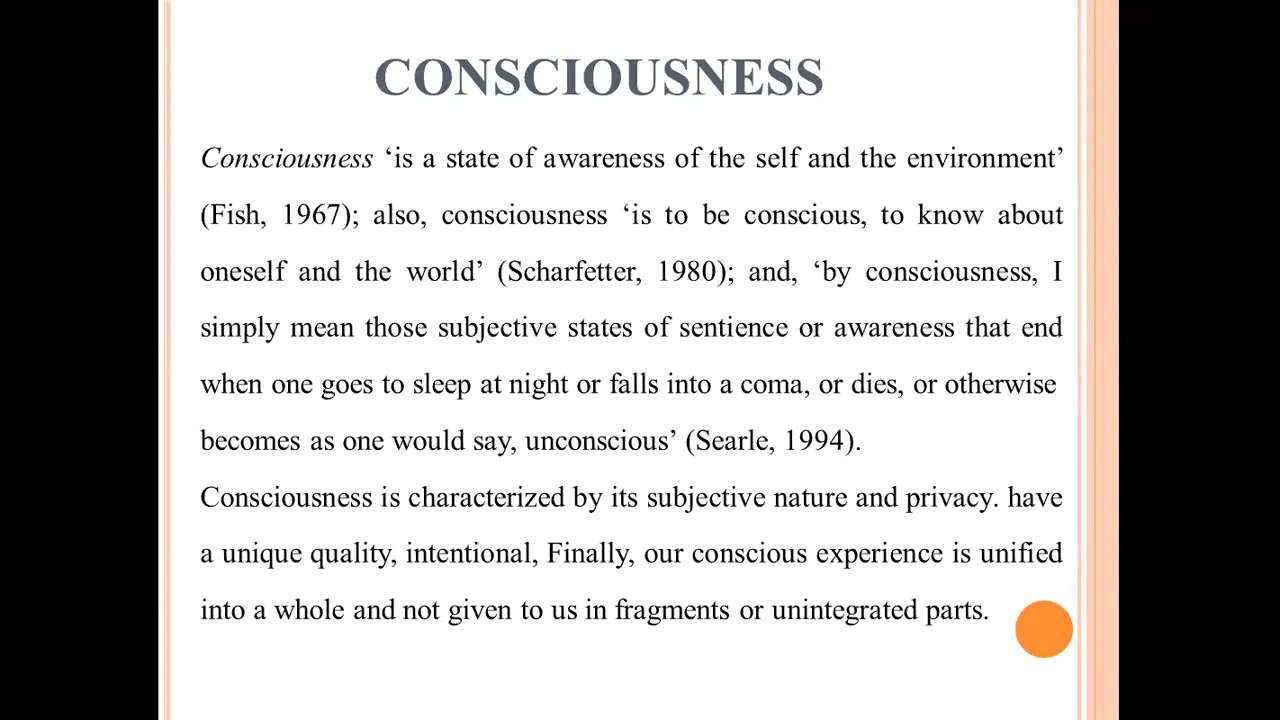 CONSCIOUSNESS
Consciousness ‘is a state of awareness of the self and the environment’
(Fish, 1967); also, consciousness ‘is to be conscious, to know about
oneself and the world’ (Scharfetter, 1980); and, ‘by consciousness, I
simply mean those subjective states of sentience or awareness that end
when one goes to sleep at night or falls into a coma, or dies, or otherwise
becomes as one would say, unconscious’ (Searle, 1994).
Consciousness is characterized by its subjective nature and privacy. have
a unique quality, intentional, Finally, our conscious experience is unified
into a whole and not given to us in fragments or unintegrated parts.